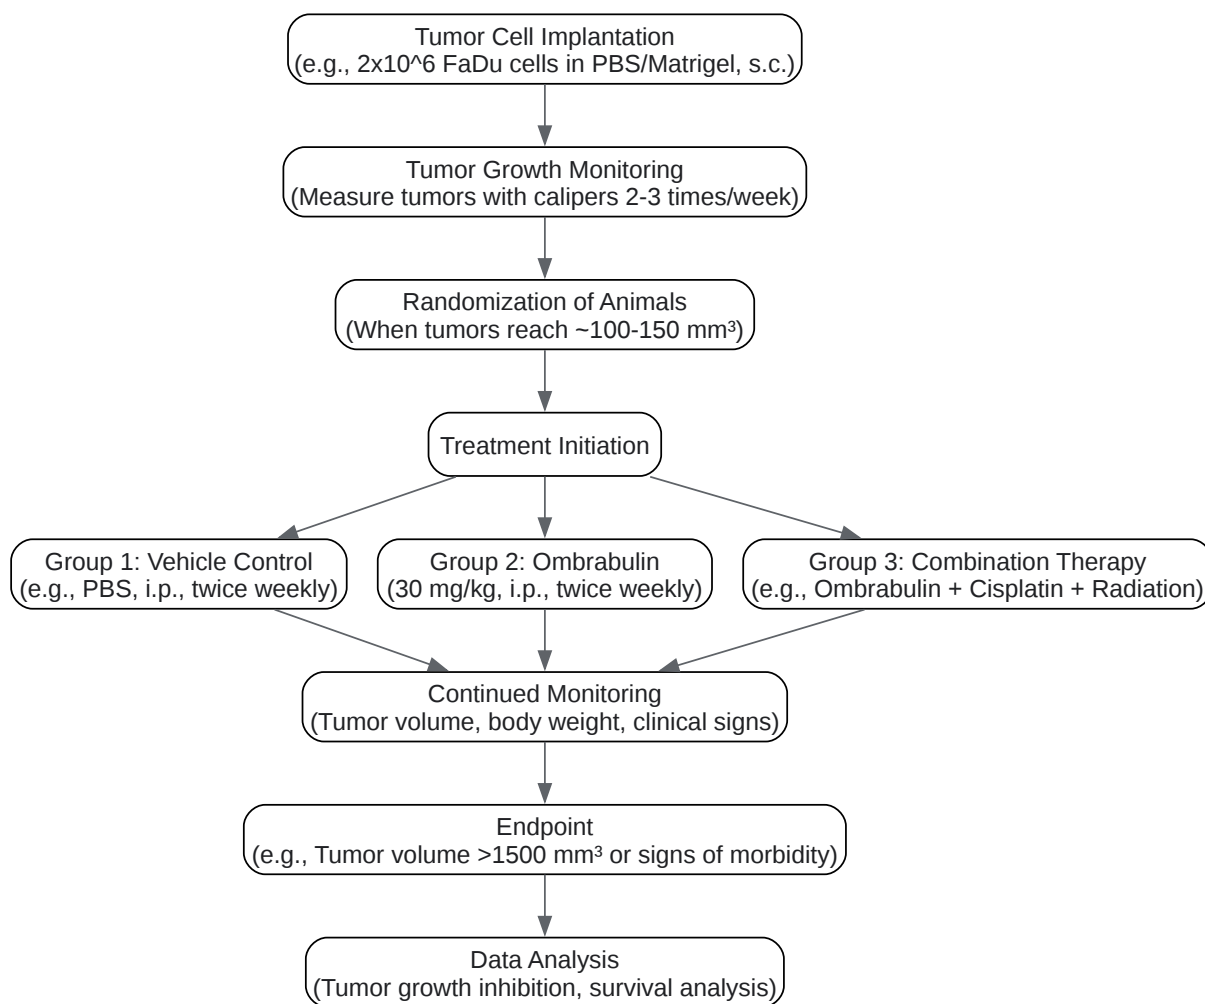 Tumor Cell Implantation
(e.g., 2x10^6 FaDu cells in PBS/Matrigel, s.c.)
Tumor Growth Monitoring
(Measure tumors with calipers 2-3 times/week)
Randomization of Animals
(When tumors reach ~100-150 mm³)
Treatment Initiation
Group 1: Vehicle Control
(e.g., PBS, i.p., twice weekly)
Group 2: Ombrabulin
(30 mg/kg, i.p., twice weekly)
Group 3: Combination Therapy
(e.g., Ombrabulin + Cisplatin + Radiation)
Continued Monitoring
(Tumor volume, body weight, clinical signs)
Endpoint
(e.g., Tumor volume >1500 mm³ or signs of morbidity)
Data Analysis
(Tumor growth inhibition, survival analysis)